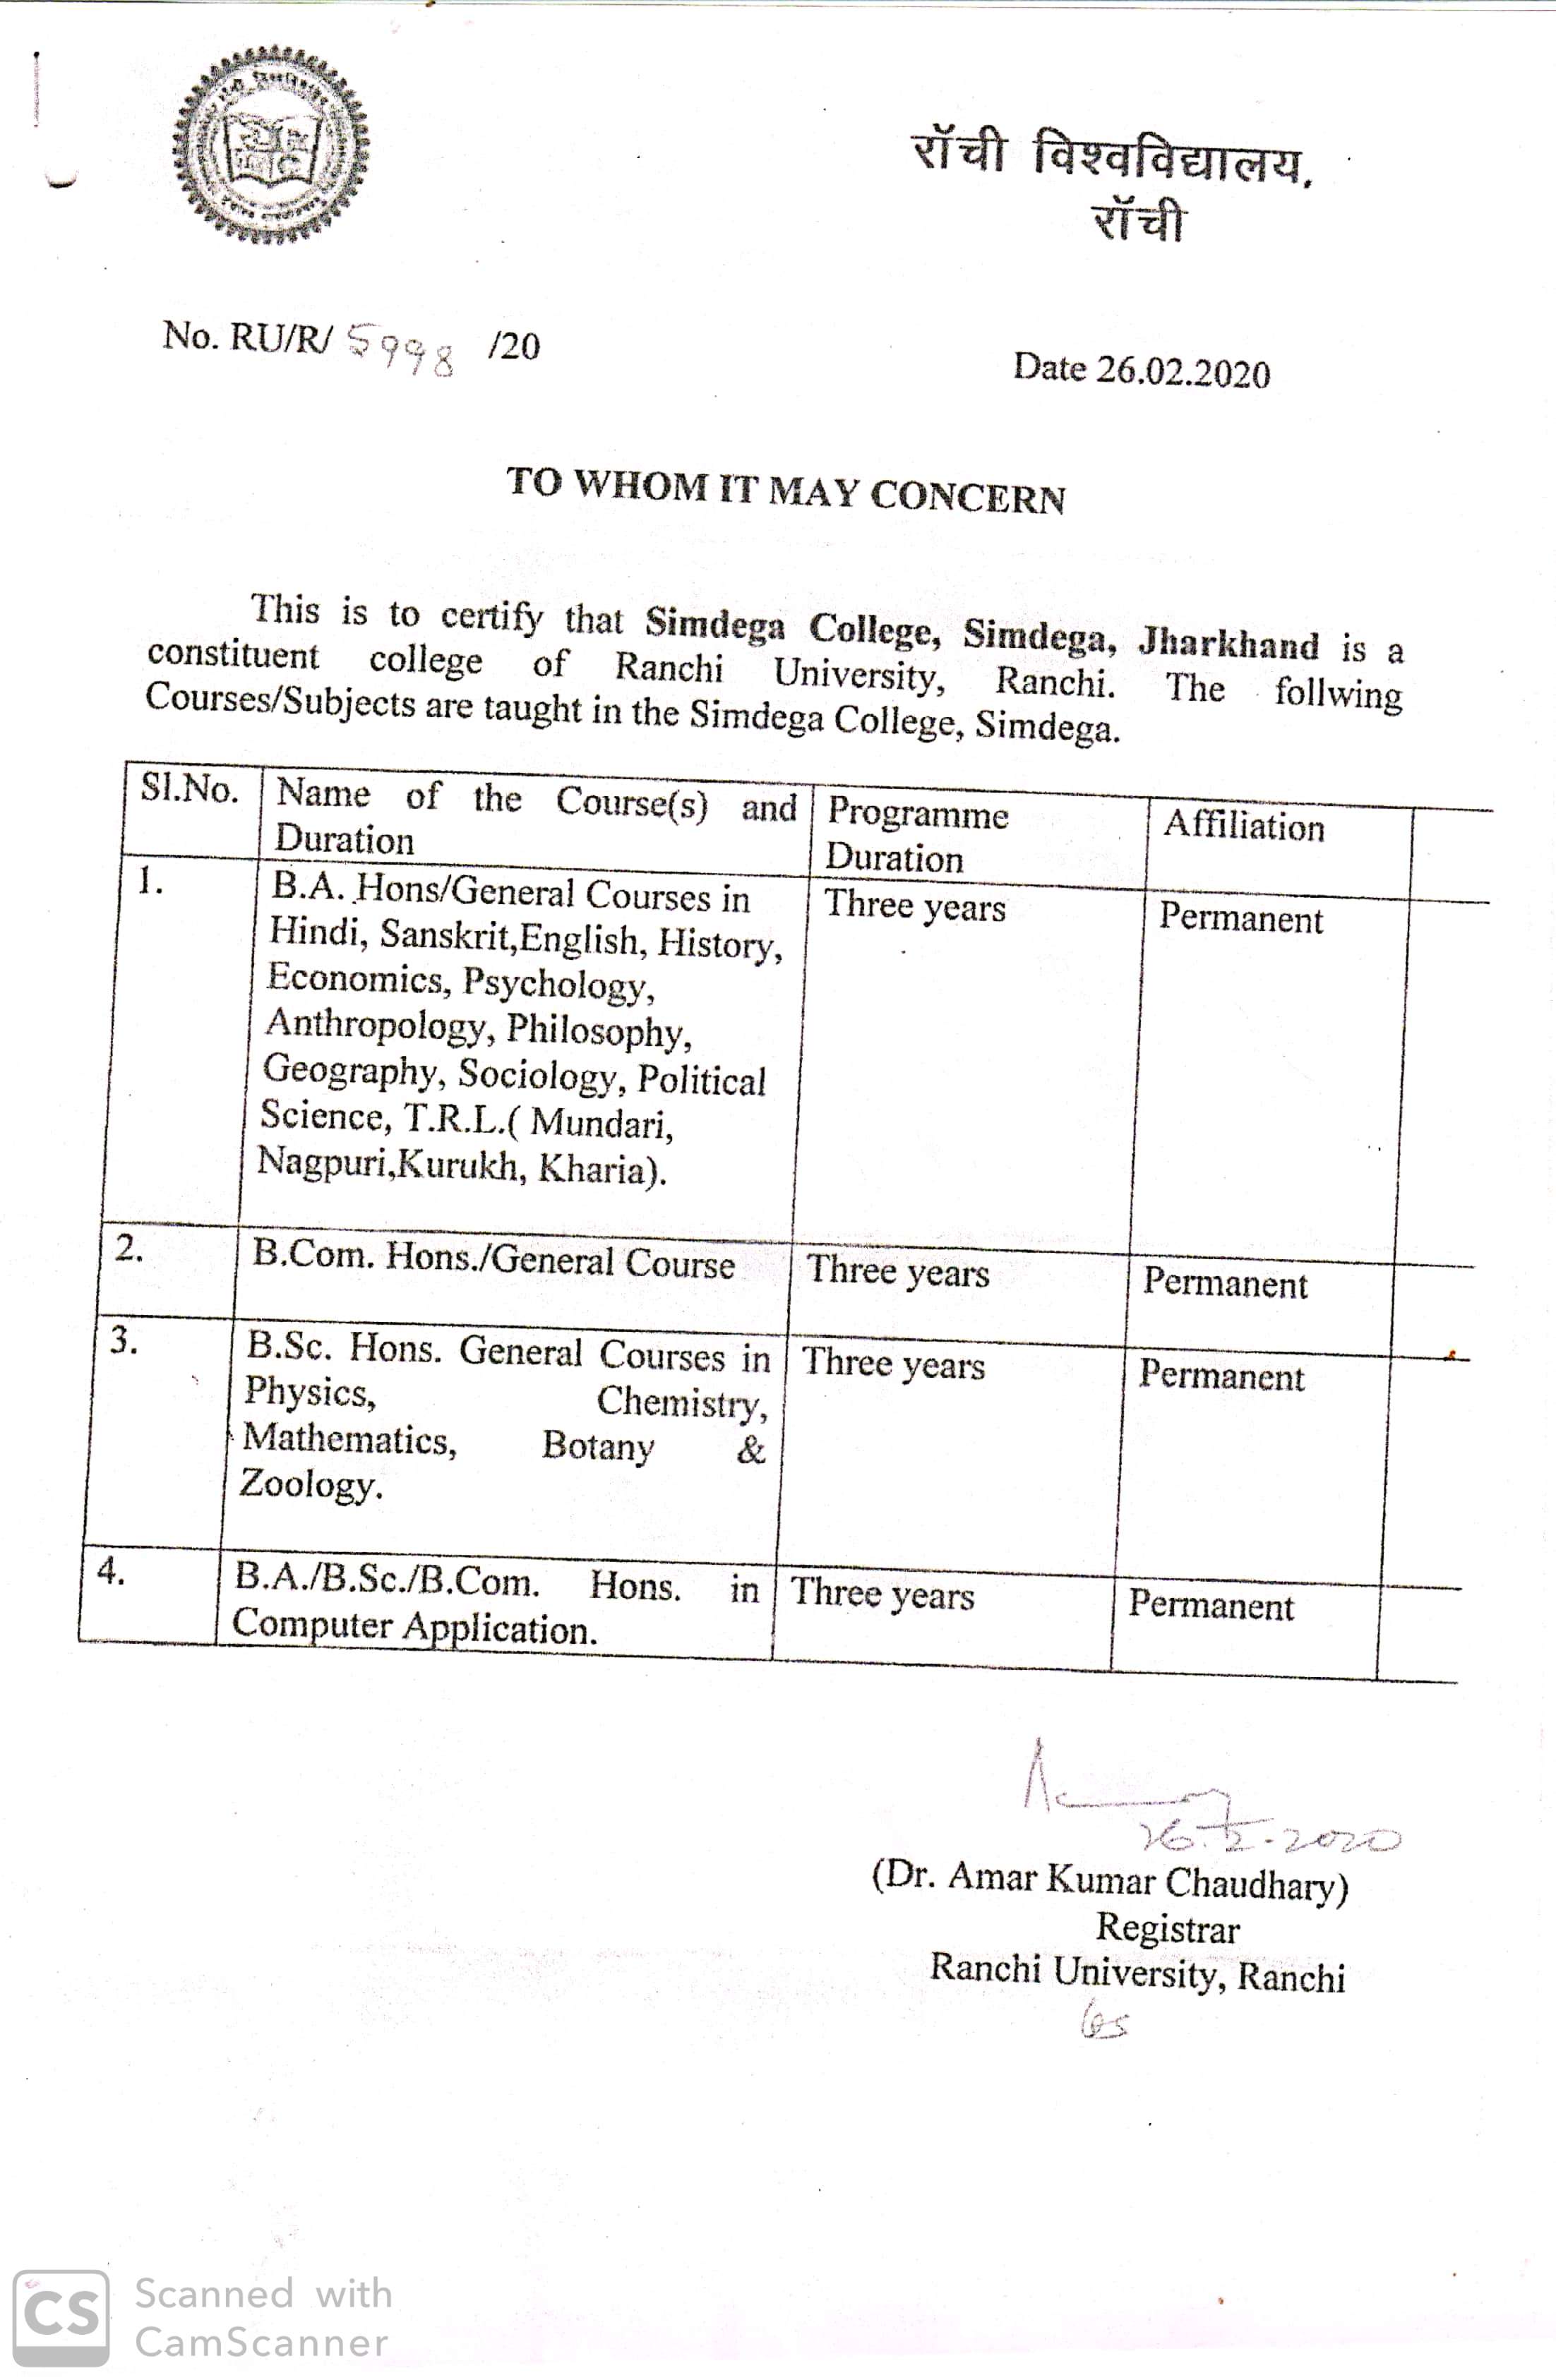 राँची विश्वविद्यालय,
राँची
No. RU/R/ 5998 /20
Date 26.02.2020
TO WHOM IT MAY CONCERN
This is to certify that Simdega College, Simdega, Jharkhand is a
constituent college of Ranchi University, Ranchi. The follwing
Courses/Subjects are taught in the Simdega College, Simdega.
Sl.No. Name of the Course(s) and Programme Affiliation
Duration Duration
1. B.A. Hons/General Courses in Three years Permanent
Hindi, Sanskrit,English, History,
Economics, Psychology,
Anthropology, Philosophy,
Geography, Sociology, Political
Science, T.R.L.( Mundari,
Nagpuri,Kurukh, Kharia).
2. B.Com. Hons./General Course Three years Permanent
3. B.Sc. Hons. General Courses in Three years Permanent
Physics, Chemistry,
Mathematics, Botany &
Zoology.
4. B.A./B.Sc./B.Com. Hons. in Three years Permanent
Computer Application.
26.2.2020
(Dr. Amar Kumar Chaudhary)
Registrar
Ranchi University, Ranchi
CS Scanned with
CamScanner